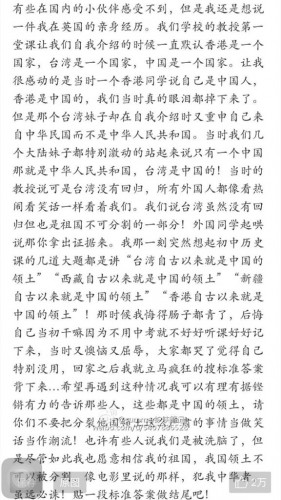 有些在国内的小伙伴感受不到，但是我还是想说
一件我在英国的亲身经历。我们学校的教授第一
堂课让我们自我介绍的时候一直默认香港是一个
国家，台湾是一个国家，中国是一个国家。让我
很感动的是当时一个香港同学说自己是中国人，
香港是中国的，我们当时真的眼泪都掉下来了。
但是那个台湾妹子却在自我介绍时又重申自己来
自中华民国而不是中华人民共和国。当时我们几
个大陆妹子都特别激动的站起来说只有一个中国
那就是中华人民共和国，台湾是中国的！当时的
教授说可是台湾没有回归，所有外国人都像看热
闹看笑话一样看着我们。我们说台湾虽然没有回
归但也是祖国不可分割的一部分！外国同学起哄
说那你拿出证据来。我那一刻突然想起初中历史
课的几道大题都是讲“台湾自古以来就是中国的
领土”“西藏自古以来就是中国的领土”“新疆
自古以来就是中国的领土”“香港自古以来就是
中国的领土”！那时候我悔得肠子都青了，后悔
自己当初干嘛因为不用中考就不好好听课好好记
下来，当时又懊恼又屈辱，大家都哭了觉得自己
特别没用，回家之后我就立马疯狂的按标准答案
背下来…希望再遇到这种情况我可以有理有据铿
锵有力的告诉那些人，这些都是中国的领土，请
你们不要把分裂他国领土这么严肃的事情当做笑
话当作潮流！也许有些人说我们是被洗脑了，但
是尽管如此我也愿意相信我的祖国，我国领土不
可以被分割，像电影里说的那样，犯我中华者
虽远必诛！贴一段标准答案做结尾吧！
2万